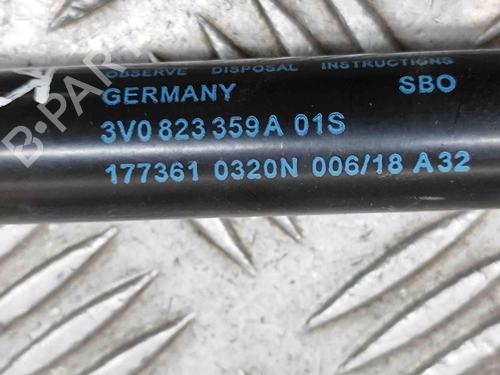 OBSERVE DISPOSAL INSTRUCTIONS
GERMANY SBO
3V0 823 359A 01S
177361 0320N 006/18 A32
B-PARTS